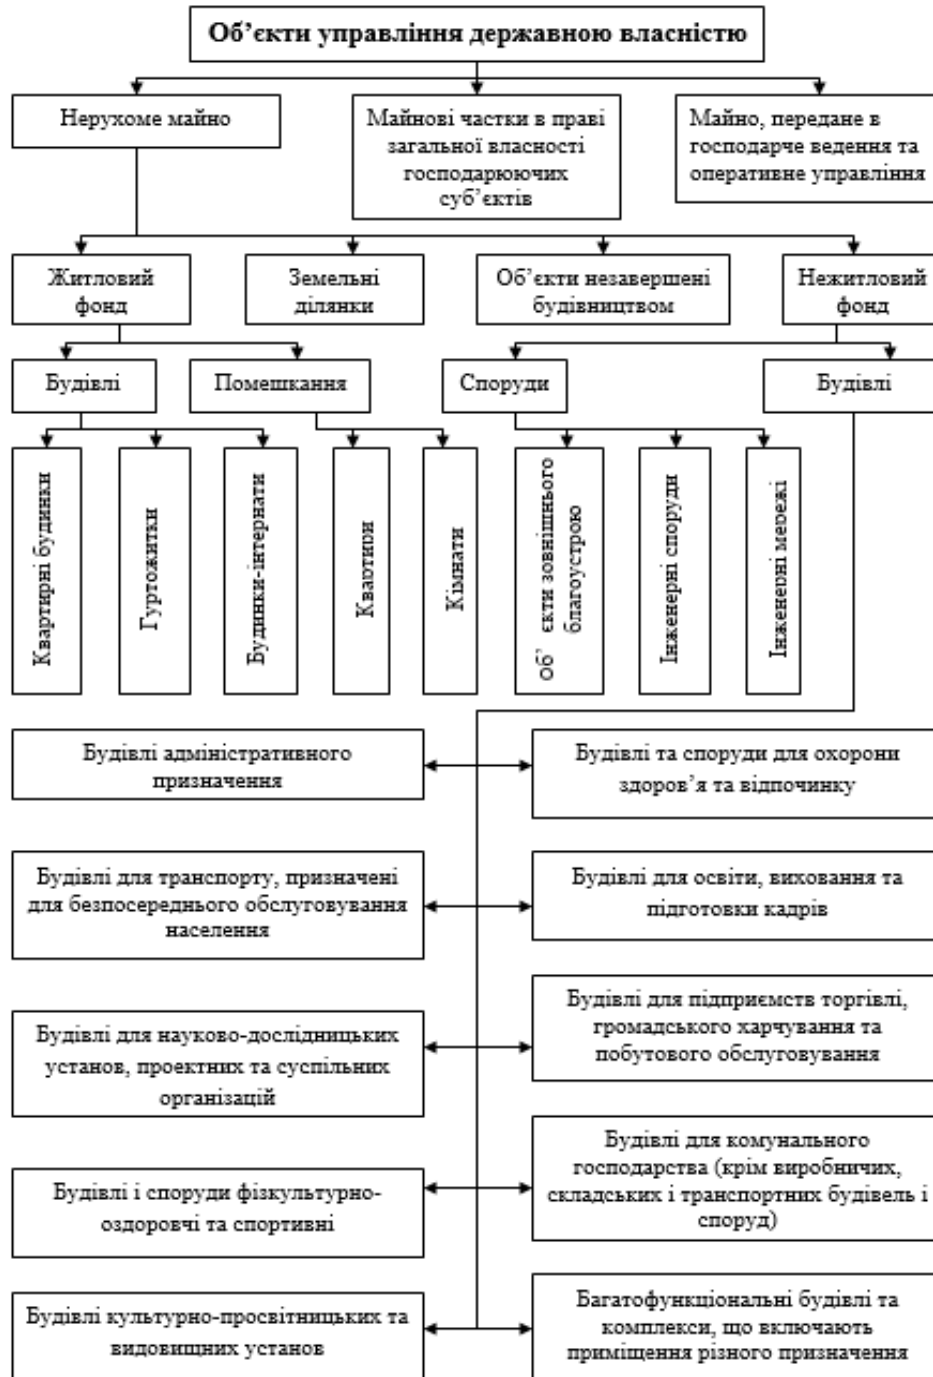 Об’єкти управління державною власністю
Нерухоме майно
Майнові частки в праві
загальної власності
господарюючих
суб’єктів
Майно, передане в
господарче ведення та
оперативне управління
Житловий
фонд
Земельні
ділянки
Об’єкти незавершені
будівництвом
Нежитловий
фонд
Будівлі
Помешкання
Споруди
Будівлі
Квартирні будинки
Гуртожитки
Будинки-інтернати
Квартири
Кімнати
Об’ єкти зовнішнього
благоустрою
Інженерні споруди
Інженерні мережі
Будівлі адміністративного
призначення
Будівлі та споруди для охорони
здоров’я та відпочинку
Будівлі для транспорту, призначені
для безпосереднього обслуговування
населення
Будівлі для освіти, виховання та
підготовки кадрів
Будівлі для науково-дослідницьких
установ, проектних та суспільних
організацій
Будівлі для підприємств торгівлі,
громадського харчування та
побутового обслуговування
Будівлі і споруди фізкультурно-
оздоровчі та спортивні
Будівлі для комунального
господарства (крім виробничих,
складських і транспортних будівель і
споруд)
Будівлі культурно-просвітницьких та
видовищних установ
Багатофункціональні будівлі та
комплекси, що включають
приміщення різного призначення